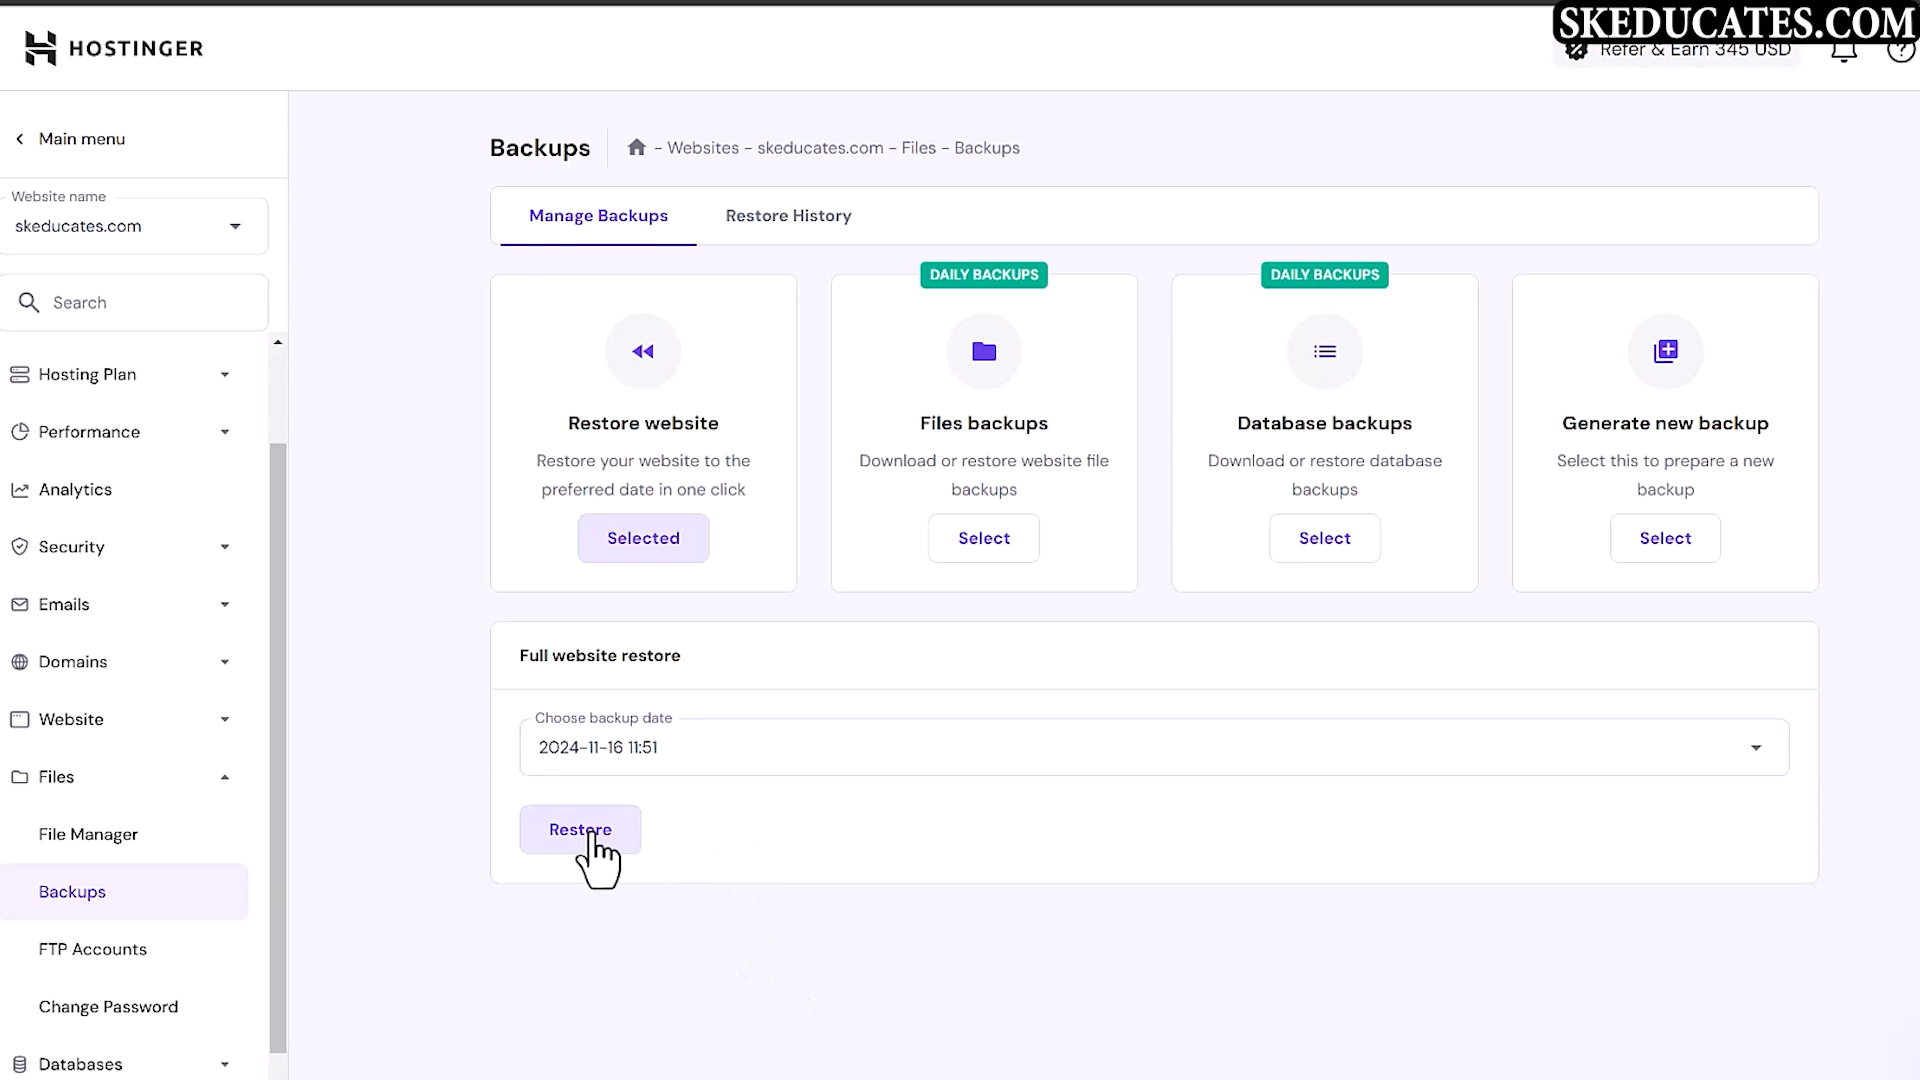 SKEDUCATES.COM
HOSTINGER
Refer & Earn 345 USD
Main menu
Website name
skeducates.com
Search
Hosting Plan
Performance
Analytics
Security
Emails
Domains
Website
Files
File Manager
Backups
FTP Accounts
Change Password
Databases
Backups
- Websites - skeducates.com - Files - Backups
Manage Backups
Restore History
Restore website
Restore your website to the
preferred date in one click
Selected
DAILY BACKUPS
Files backups
Download or restore website file
backups
Select
DAILY BACKUPS
Database backups
Download or restore database
backups
Select
Generate new backup
Select this to prepare a new
backup
Select
Full website restore
Choose backup date
2024-11-16 11:51
Restore